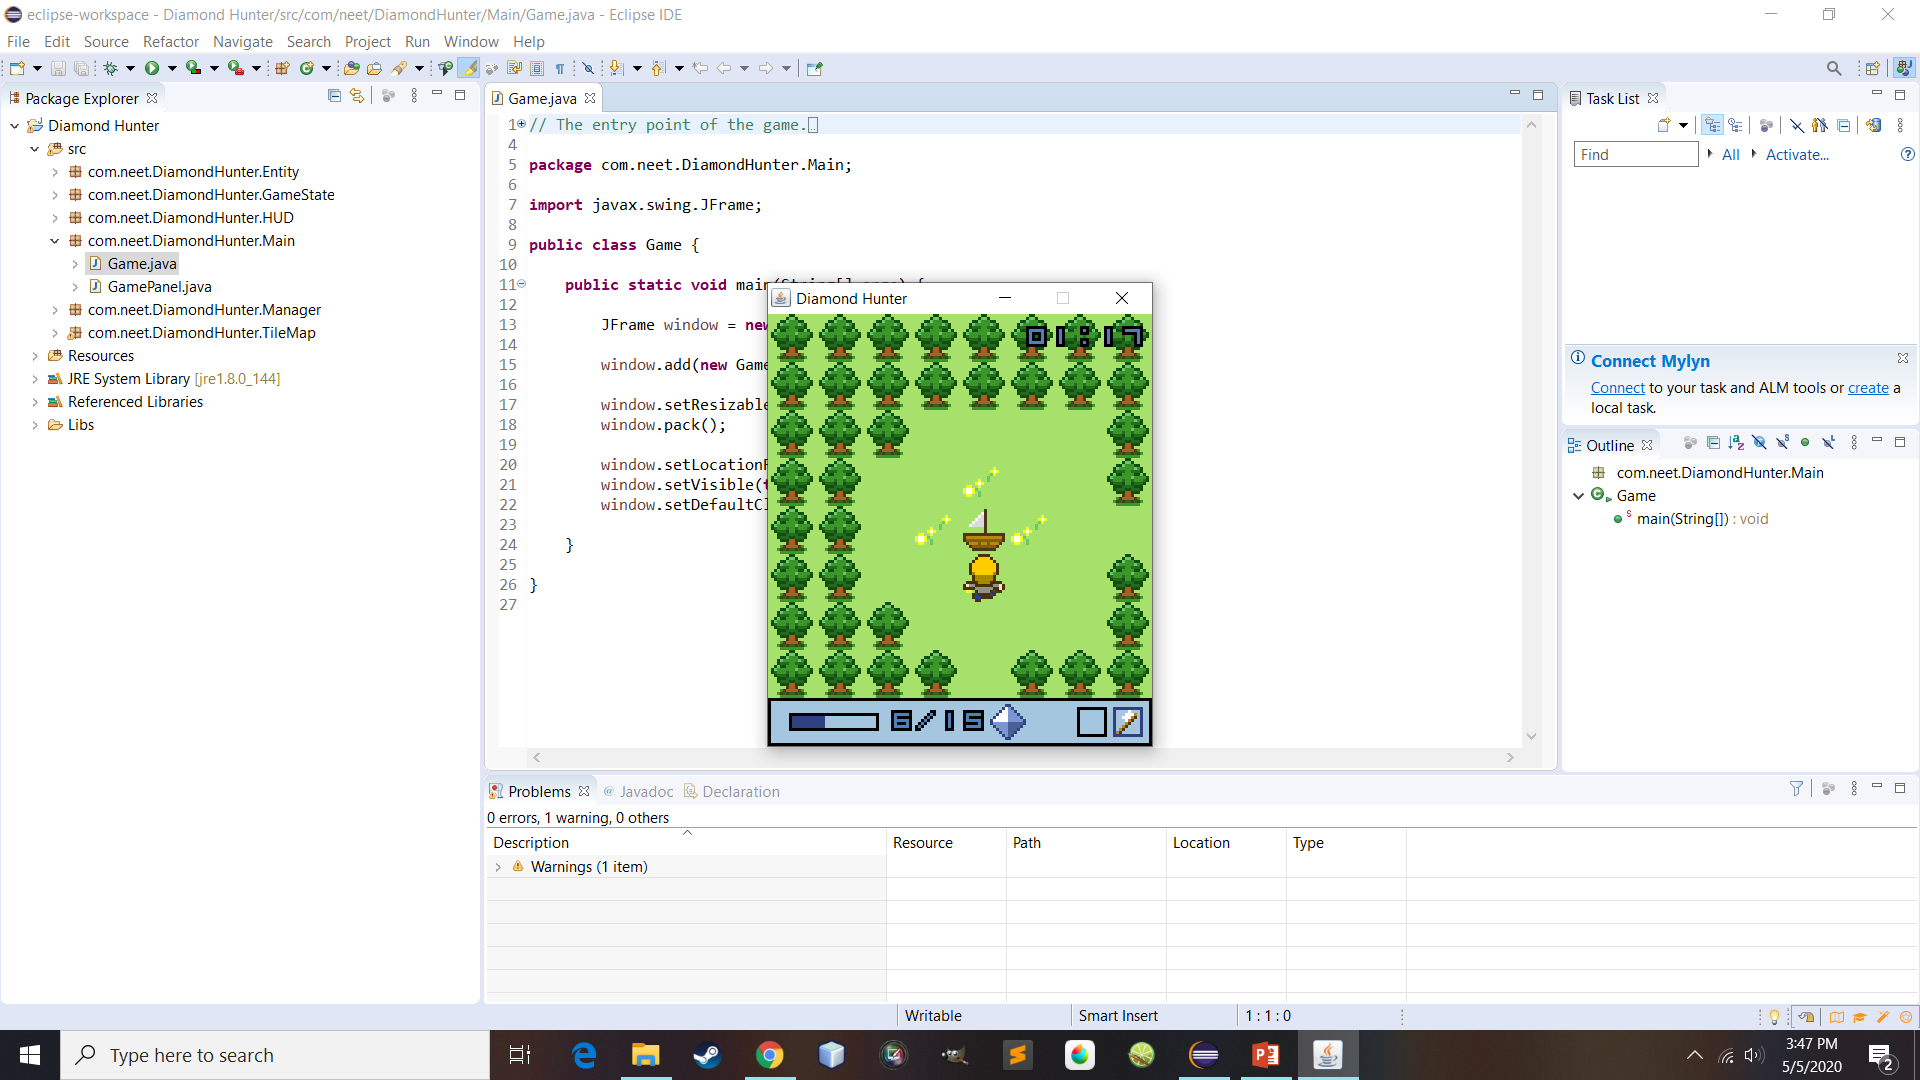 eclipse-workspace - Diamond Hunter/src/com/neet/DiamondHunter/Main/Game.java - Eclipse IDE
File Edit Source Refactor Navigate Search Project Run Window Help
Package Explorer
Diamond Hunter
src
com.neet.DiamondHunter.Entity
com.neet.DiamondHunter.GameState
com.neet.DiamondHunter.HUD
com.neet.DiamondHunter.Main
Game.java
GamePanel.java
com.neet.DiamondHunter.Manager
com.neet.DiamondHunter.TileMap
Resources
JRE System Library [jre1.8.0_144]
Referenced Libraries
Libs
Game.java
1 // The entry point of the game.
4
5 package com.neet.DiamondHunter.Main;
6
7 import javax.swing.JFrame;
8
9 public class Game {
10
11 public static void main(String[] args) {
12
13 JFrame window = new
14
15 window.add(new Game
16
17 window.setResizable
18 window.pack();
19
20 window.setLocation
21 window.setVisible(
22 window.setDefaultCl
23
24 }
25
26 }
27
Diamond Hunter
01:17
6/15
Task List
Find All Activate...
Connect Mylyn
Connect to your task and ALM tools or create a
local task.
Outline
com.neet.DiamondHunter.Main
Game
main(String[]) : void
Problems Javadoc Declaration
0 errors, 1 warning, 0 others
Description Resource Path Location Type
Warnings (1 item)
Writable Smart Insert 1 : 1 : 0
Type here to search
3:47 PM
5/5/2020
2